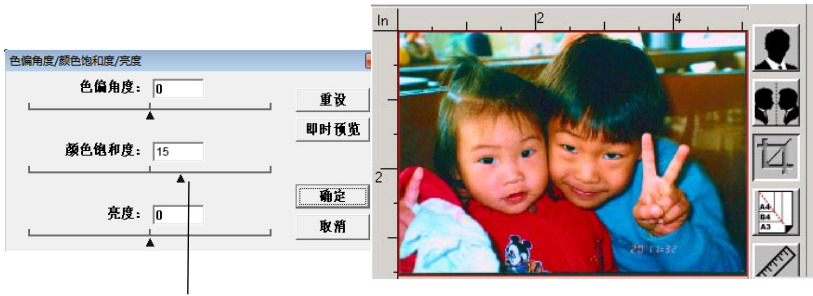 色偏角度/颜色饱和度/亮度
色偏角度： 0
重设
即时预览
颜色饱和度： 15
确定
亮度： 0
取消
In
2
4
2
A4
B4
A3